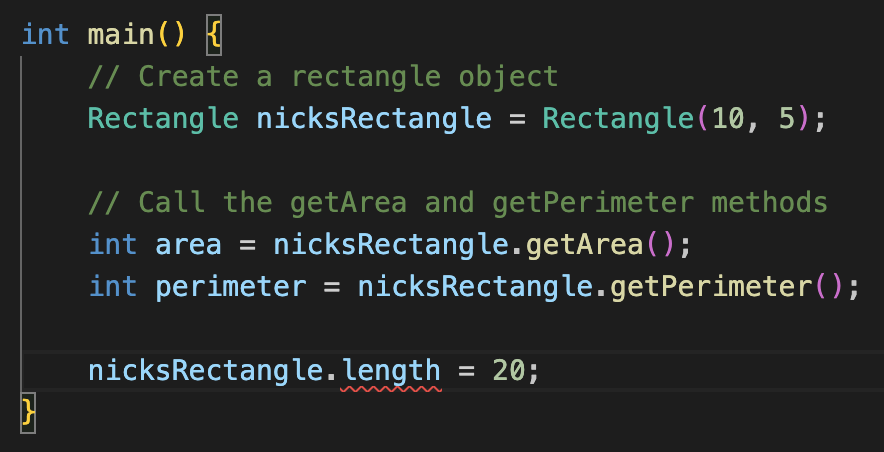 int main() {
// Create a rectangle object
Rectangle nicksRectangle = Rectangle(10, 5);
// Call the getArea and getPerimeter methods
int area = nicksRectangle.getArea();
int perimeter = nicksRectangle.getPerimeter();
nicksRectangle.length = 20;
}